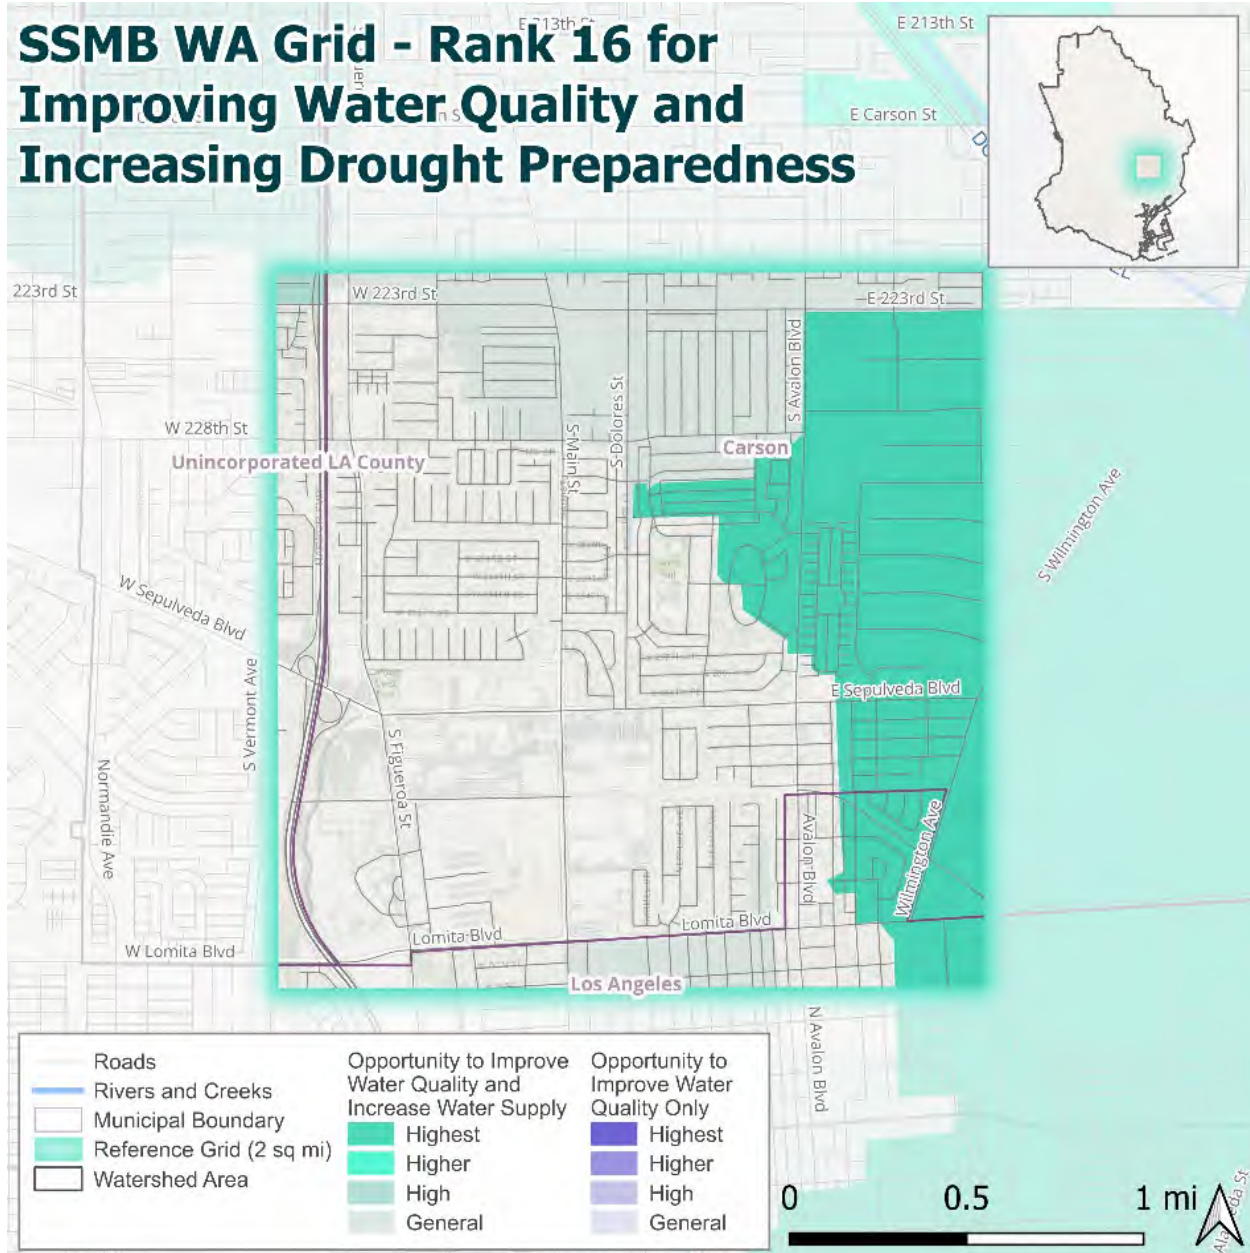 SSMB WA Grid - Rank 16 for
Improving Water Quality and
Increasing Drought Preparedness
E 213th St
E 213th St
E Carson St
223rd St
W 223rd St
E 223rd St
S Avalon Blvd
S Dolores St
W 228th St
S Main St
Carson
Unincorporated LA County
S Wilmington Ave
W Sepulveda Blvd
S Vermont Ave
E Sepulveda Blvd
Normandie Ave
S Figueroa St
Avalon Blvd
Wilmington Ave
W Lomita Blvd
Lomita Blvd
Lomita Blvd
Los Angeles
N Avalon Blvd
Roads
Rivers and Creeks
Municipal Boundary
Reference Grid (2 sq mi)
Watershed Area
Opportunity to Improve
Water Quality and
Increase Water Supply
Highest
Higher
High
General
Opportunity to
Improve Water
Quality Only
Highest
Higher
High
General
0 0.5 1 mi